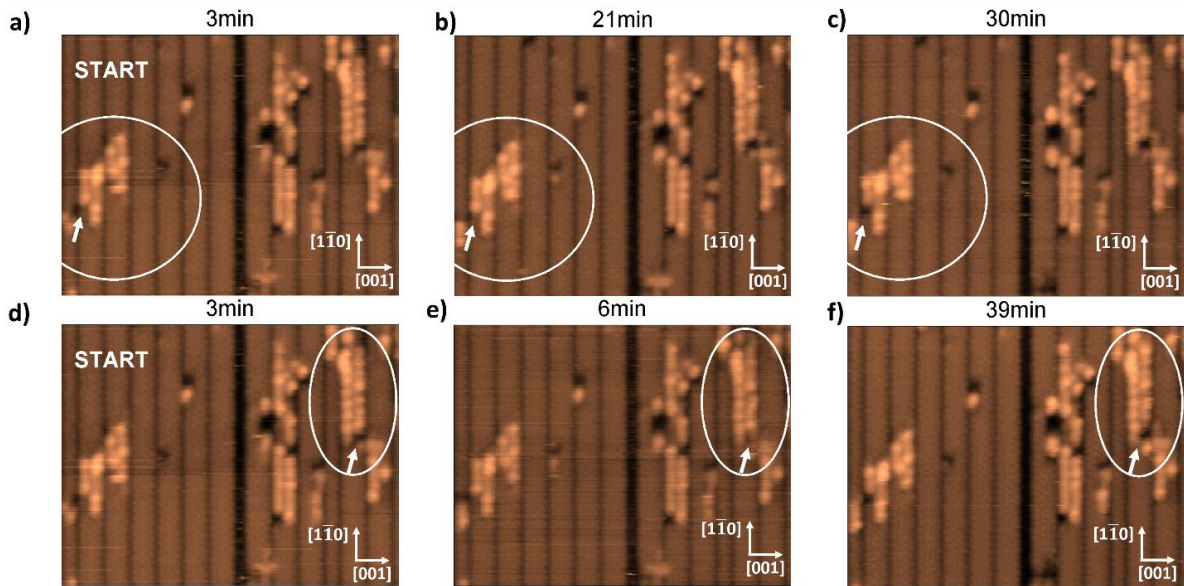 a) 3min
START
[11̅0]
[001]
b) 21min
[11̅0]
[001]
c) 30min
[11̅0]
[001]
d) 3min
START
[11̅0]
[001]
e) 6min
[11̅0]
[001]
f) 39min
[11̅0]
[001]